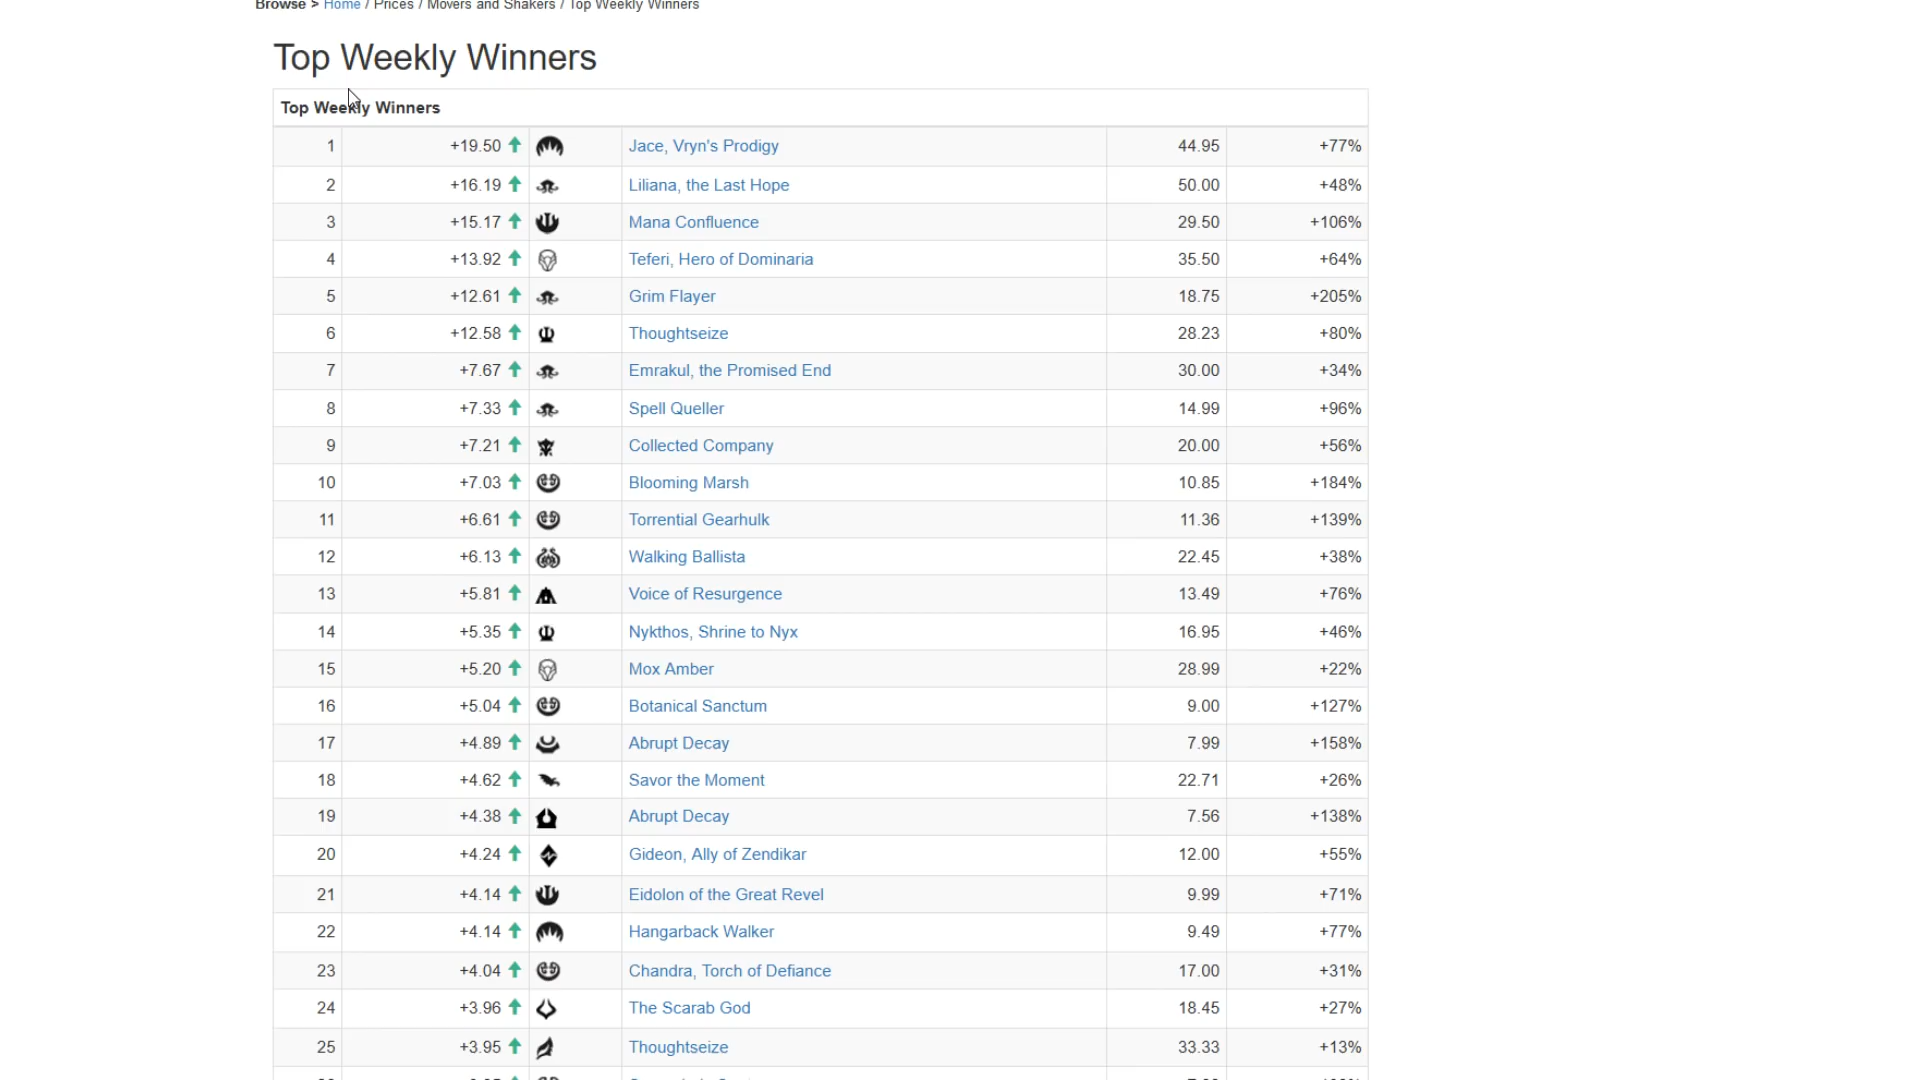 Browse > Home / Prices / Movers and Shakers / Top Weekly Winners
Top Weekly Winners
Top Weekly Winners
1 +19.50 Jace, Vryn's Prodigy 44.95 +77%
2 +16.19 Liliana, the Last Hope 50.00 +48%
3 +15.17 Mana Confluence 29.50 +106%
4 +13.92 Teferi, Hero of Dominaria 35.50 +64%
5 +12.61 Grim Flayer 18.75 +205%
6 +12.58 Thoughtseize 28.23 +80%
7 +7.67 Emrakul, the Promised End 30.00 +34%
8 +7.33 Spell Queller 14.99 +96%
9 +7.21 Collected Company 20.00 +56%
10 +7.03 Blooming Marsh 10.85 +184%
11 +6.61 Torrential Gearhulk 11.36 +139%
12 +6.13 Walking Ballista 22.45 +38%
13 +5.81 Voice of Resurgence 13.49 +76%
14 +5.35 Nykthos, Shrine to Nyx 16.95 +46%
15 +5.20 Mox Amber 28.99 +22%
16 +5.04 Botanical Sanctum 9.00 +127%
17 +4.89 Abrupt Decay 7.99 +158%
18 +4.62 Savor the Moment 22.71 +26%
19 +4.38 Abrupt Decay 7.56 +138%
20 +4.24 Gideon, Ally of Zendikar 12.00 +55%
21 +4.14 Eidolon of the Great Revel 9.99 +71%
22 +4.14 Hangarback Walker 9.49 +77%
23 +4.04 Chandra, Torch of Defiance 17.00 +31%
24 +3.96 The Scarab God 18.45 +27%
25 +3.95 Thoughtseize 33.33 +13%